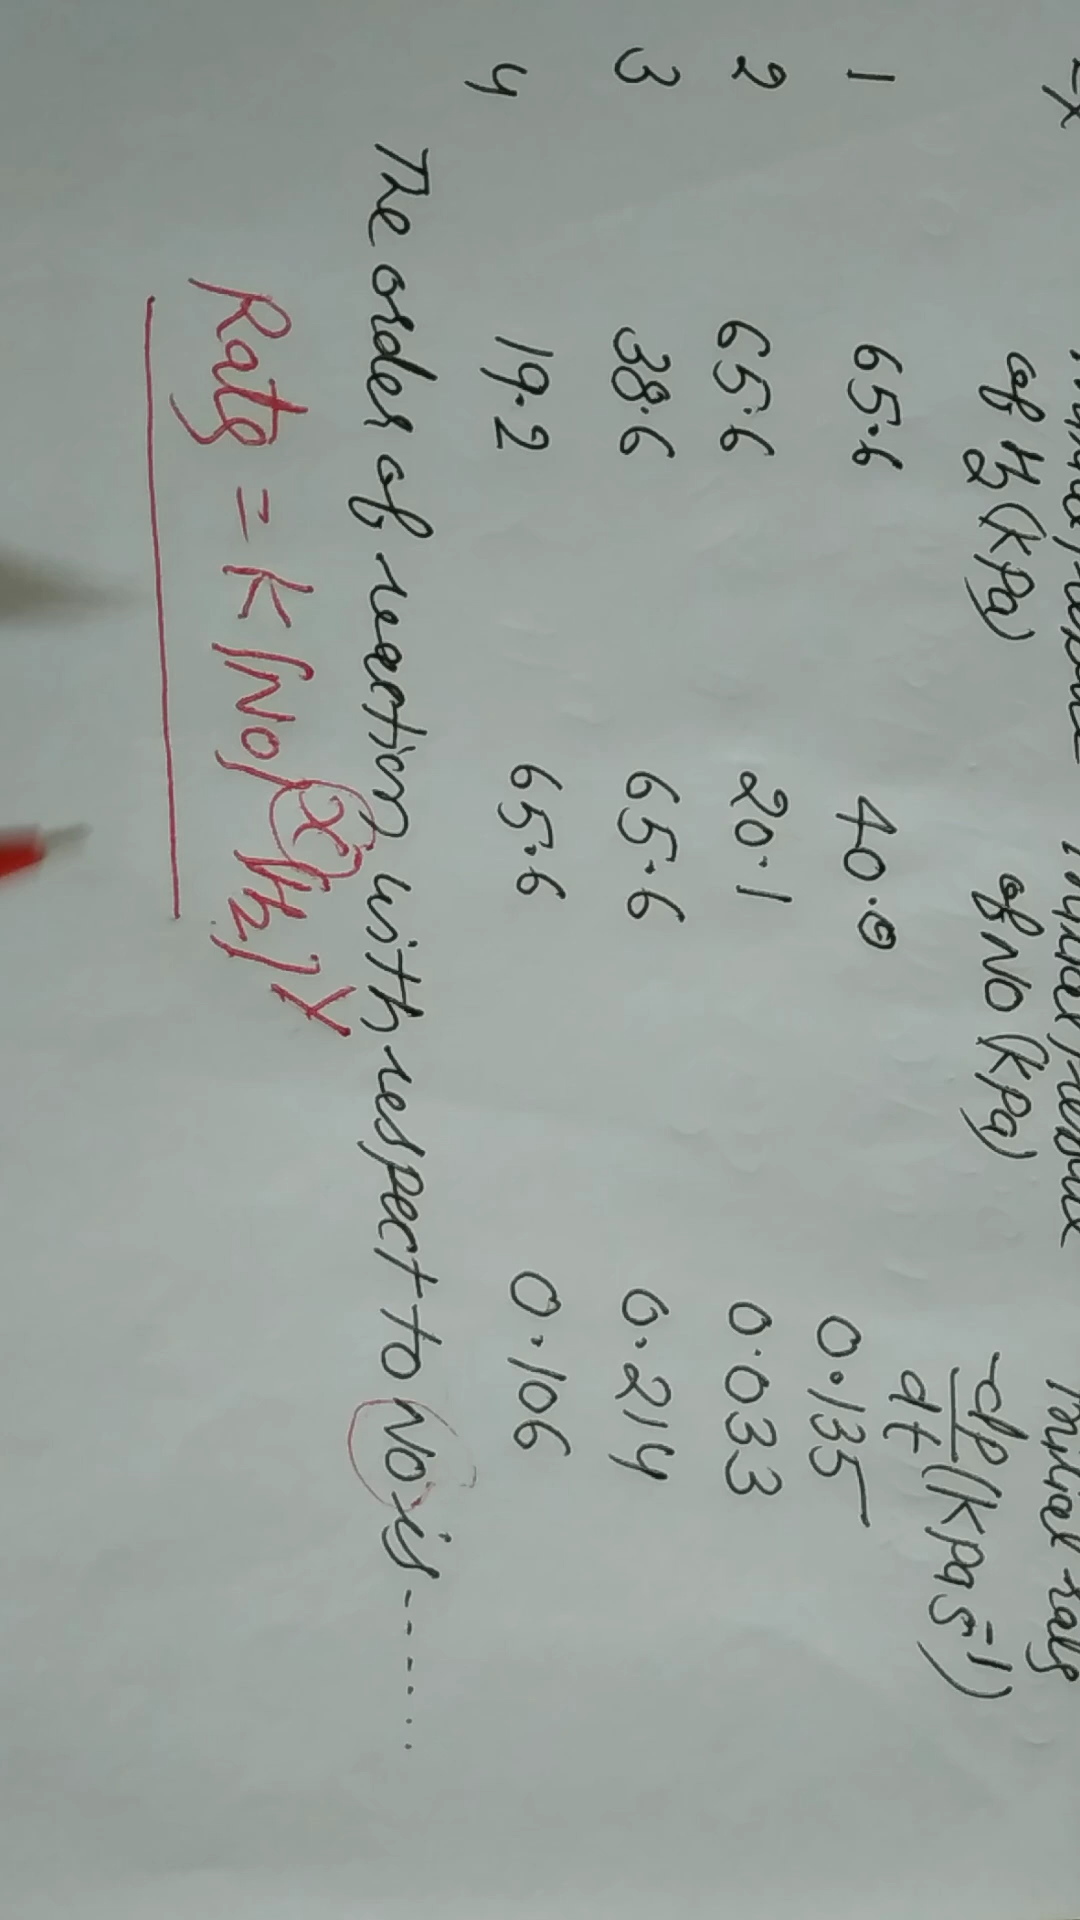 of H2 (kPa) of NO (kPa) -dp/dt (kPa s-1)
1 65.6 40.0 0.135
2 65.6 20.1 0.033
3 38.6 65.6 0.214
4 19.2 65.6 0.106
The order of reaction with respect to NO is.......
Rate = K [NO]x [H2]y